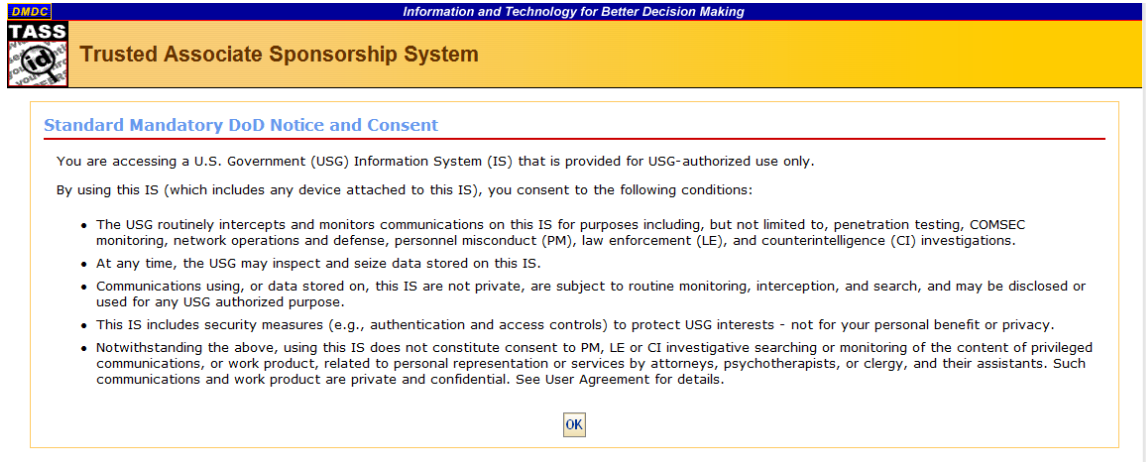 DMDC
Information and Technology for Better Decision Making
TASS
id
Trusted Associate Sponsorship System
Standard Mandatory DoD Notice and Consent
You are accessing a U.S. Government (USG) Information System (IS) that is provided for USG-authorized use only.
By using this IS (which includes any device attached to this IS), you consent to the following conditions:
• The USG routinely intercepts and monitors communications on this IS for purposes including, but not limited to, penetration testing, COMSEC
monitoring, network operations and defense, personnel misconduct (PM), law enforcement (LE), and counterintelligence (CI) investigations.
• At any time, the USG may inspect and seize data stored on this IS.
• Communications using, or data stored on, this IS are not private, are subject to routine monitoring, interception, and search, and may be disclosed or
used for any USG authorized purpose.
• This IS includes security measures (e.g., authentication and access controls) to protect USG interests - not for your personal benefit or privacy.
• Notwithstanding the above, using this IS does not constitute consent to PM, LE or CI investigative searching or monitoring of the content of privileged
communications, or work product, related to personal representation or services by attorneys, psychotherapists, or clergy, and their assistants. Such
communications and work product are private and confidential. See User Agreement for details.
OK